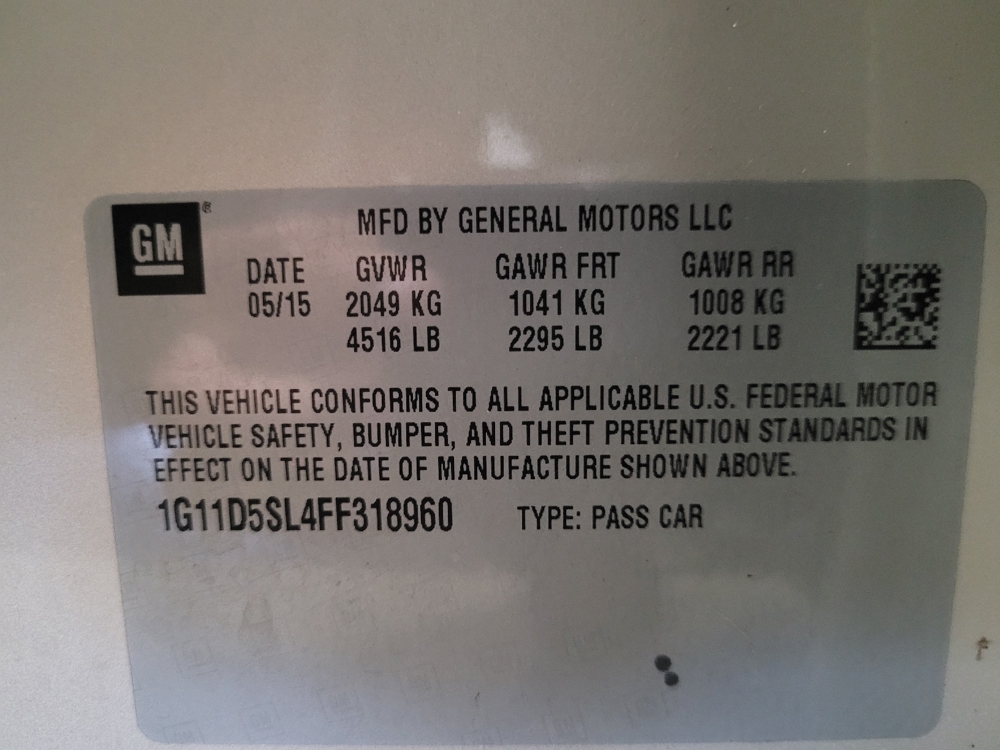 GM®
MFD BY GENERAL MOTORS LLC
DATE GVWR GAWR FRT GAWR RR
05/15 2049 KG 1041 KG 1008 KG
4516 LB 2295 LB 2221 LB
THIS VEHICLE CONFORMS TO ALL APPLICABLE U.S. FEDERAL MOTOR
VEHICLE SAFETY, BUMPER, AND THEFT PREVENTION STANDARDS IN
EFFECT ON THE DATE OF MANUFACTURE SHOWN ABOVE.
1G11D5SL4FF318960 TYPE: PASS CAR